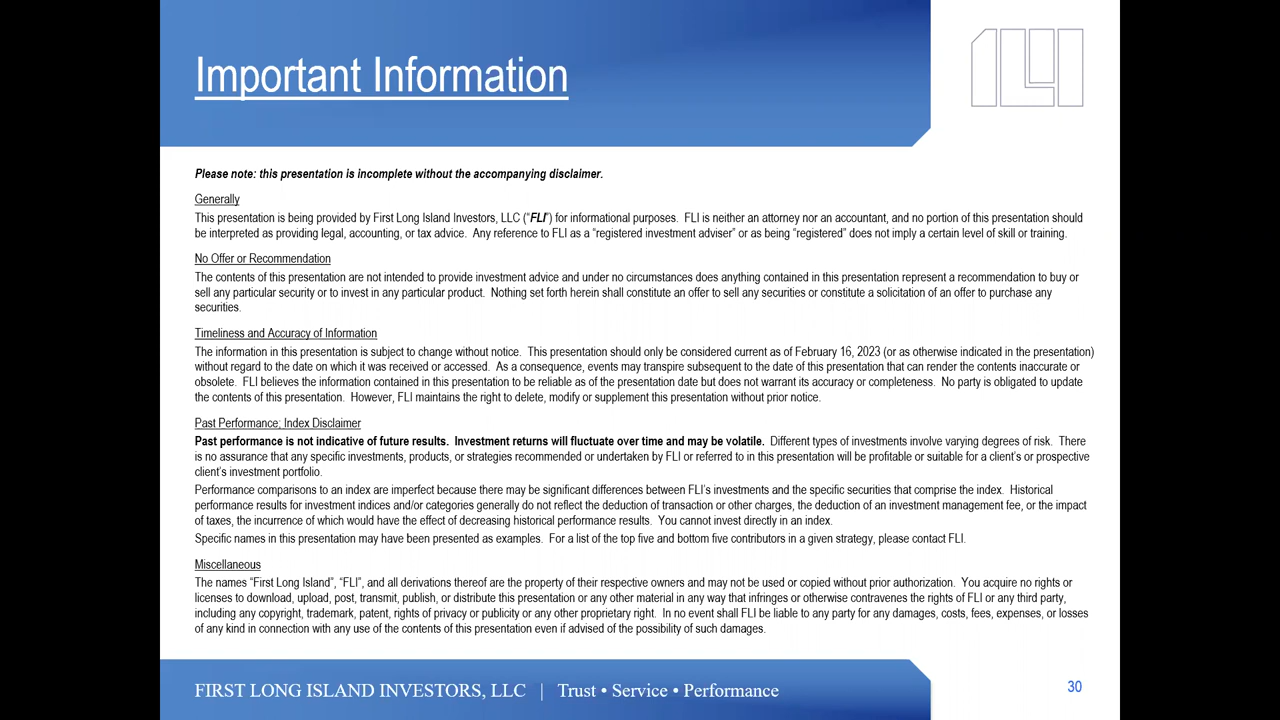 Important Information
Please note: this presentation is incomplete without the accompanying disclaimer.
Generally
This presentation is being provided by First Long Island Investors, LLC (“FLI”) for informational purposes. FLI is neither an attorney nor an accountant, and no portion of this presentation should
be interpreted as providing legal, accounting, or tax advice. Any reference to FLI as a “registered investment adviser” or as being “registered” does not imply a certain level of skill or training.
No Offer or Recommendation
The contents of this presentation are not intended to provide investment advice and under no circumstances does anything contained in this presentation represent a recommendation to buy or
sell any particular security or to invest in any particular product. Nothing set forth herein shall constitute an offer to sell any securities or constitute a solicitation of an offer to purchase any
securities.
Timeliness and Accuracy of Information
The information in this presentation is subject to change without notice. This presentation should only be considered current as of February 16, 2023 (or as otherwise indicated in the presentation)
without regard to the date on which it was received or accessed. As a consequence, events may transpire subsequent to the date of this presentation that can render the contents inaccurate or
obsolete. FLI believes the information contained in this presentation to be reliable as of the presentation date but does not warrant its accuracy or completeness. No party is obligated to update
the contents of this presentation. However, FLI maintains the right to delete, modify or supplement this presentation without prior notice.
Past Performance; Index Disclaimer
Past performance is not indicative of future results. Investment returns will fluctuate over time and may be volatile. Different types of investments involve varying degrees of risk. There
is no assurance that any specific investments, products, or strategies recommended or undertaken by FLI or referred to in this presentation will be profitable or suitable for a client’s or prospective
client’s investment portfolio.
Performance comparisons to an index are imperfect because there may be significant differences between FLI’s investments and the specific securities that comprise the index. Historical
performance results for investment indices and/or categories generally do not reflect the deduction of transaction or other charges, the deduction of an investment management fee, or the impact
of taxes, the incurrence of which would have the effect of decreasing historical performance results. You cannot invest directly in an index.
Specific names in this presentation may have been presented as examples. For a list of the top five and bottom five contributors in a given strategy, please contact FLI.
Miscellaneous
The names “First Long Island”, “FLI”, and all derivations thereof are the property of their respective owners and may not be used or copied without prior authorization. You acquire no rights or
licenses to download, upload, post, transmit, publish, or distribute this presentation or any other material in any way that infringes or otherwise contravenes the rights of FLI or any third party,
including any copyright, trademark, patent, rights of privacy or publicity or any other proprietary right. In no event shall FLI be liable to any party for any damages, costs, fees, expenses, or losses
of any kind in connection with any use of the contents of this presentation even if advised of the possibility of such damages.
FIRST LONG ISLAND INVESTORS, LLC | Trust • Service • Performance
30